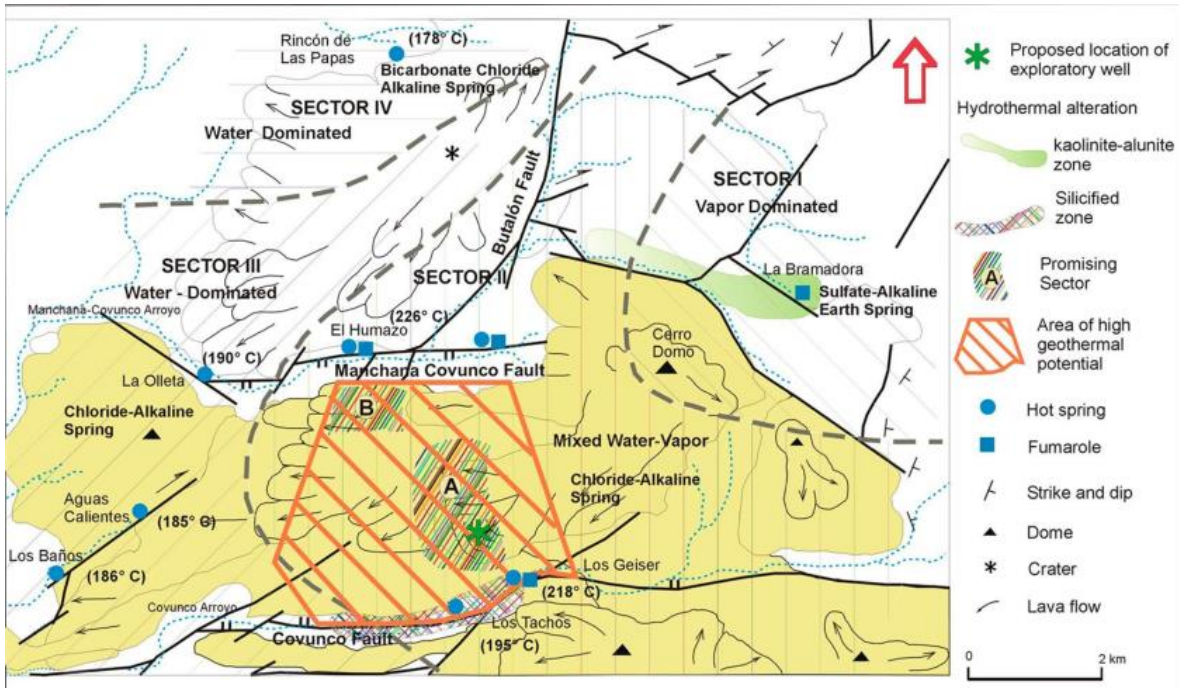 Rincón de
Las Papas
(178° C)
Bicarbonate Chloride
Alkaline Spring
SECTOR IV
Water Dominated
Butalón Fault
SECTOR I
Vapor Dominated
SECTOR III
Water - Dominated
SECTOR II
La Bramadora
Sulfate-Alkaline
Earth Spring
Manchana-Covunco Arroyo
(226° C)
El Humazo
(190° C)
Cerro
Domo
La Olleta
Manchana Covunco Fault
B
Chloride-Alkaline
Spring
Mixed Water-Vapor
A
Chloride-Alkaline
Spring
Aguas
Calientes
(185° C)
Los Baños
(186° C)
Los Geiser
(218° C)
Covunco Arroyo
Los Tachos
Covunco Fault
(195° C)
Proposed location of
exploratory well
Hydrothermal alteration
kaolinite-alunite
zone
Silicified
zone
A
Promising
Sector
Area of high
geothermal
potential
Hot spring
Fumarole
Strike and dip
Dome
Crater
Lava flow
0
2 km